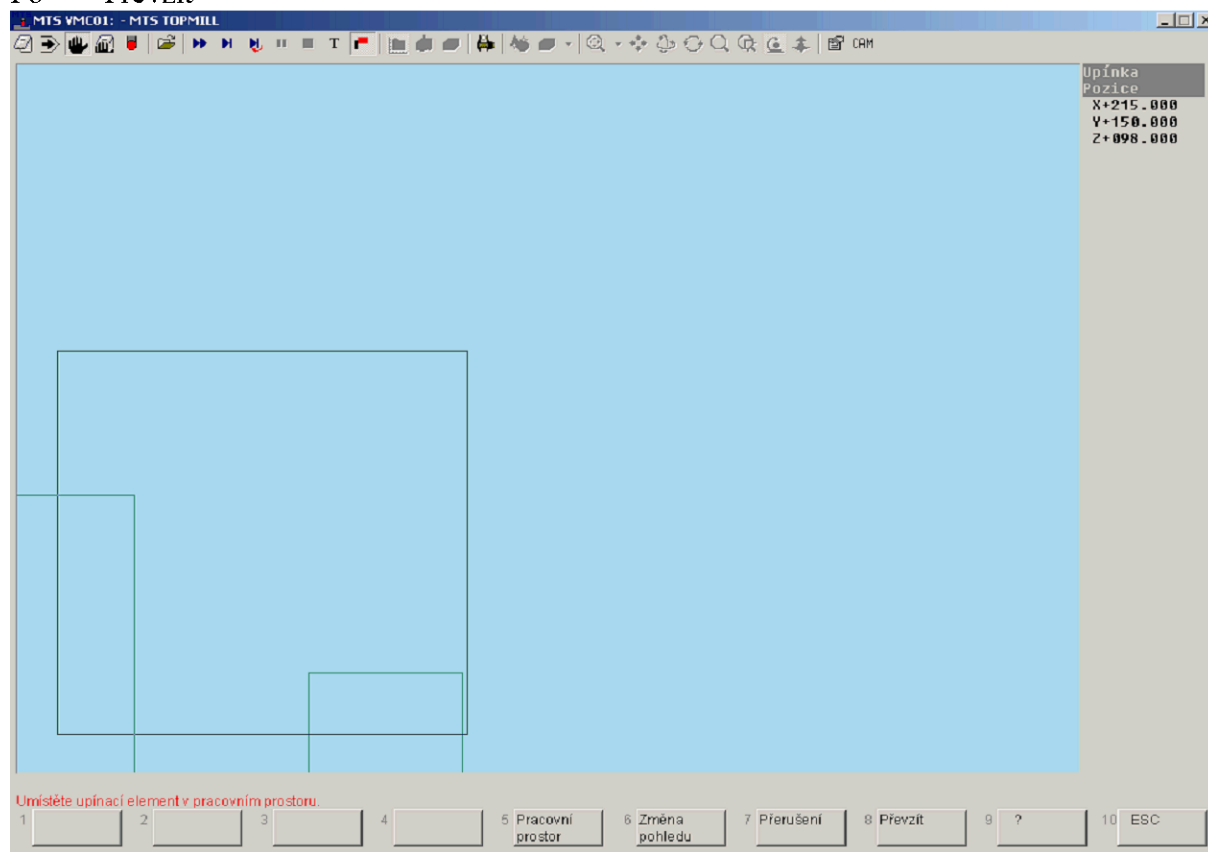 MTS VMC01: - MTS TOPMILL
T CAM
Upínka
Pozice
X+215.000
Y+150.000
Z+098.000
Umístěte upínací element v pracovním prostoru.
1 2 3 4 5 Pracovní prostor 6 Změna pohledu 7 Přerušení 8 Převzít 9 ? 10 ESC